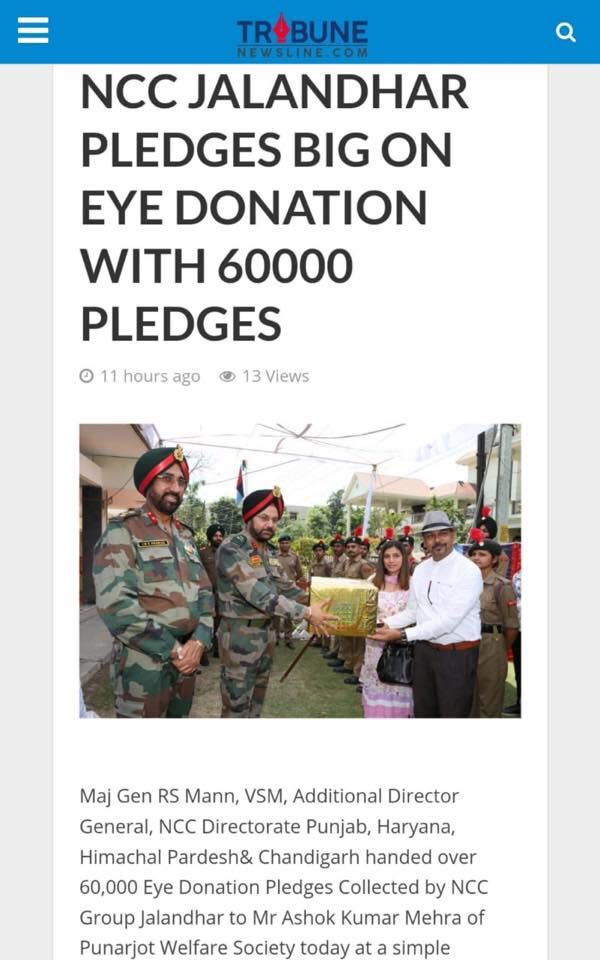 TRIBUNE
NEWSLINE.COM
NCC JALANDHAR
PLEDGES BIG ON
EYE DONATION
WITH 60000
PLEDGES
11 hours ago 13 Views
Maj Gen RS Mann, VSM, Additional Director
General, NCC Directorate Punjab, Haryana,
Himachal Pardesh& Chandigarh handed over
60,000 Eye Donation Pledges Collected by NCC
Group Jalandhar to Mr Ashok Kumar Mehra of
Punarjot Welfare Society today at a simple